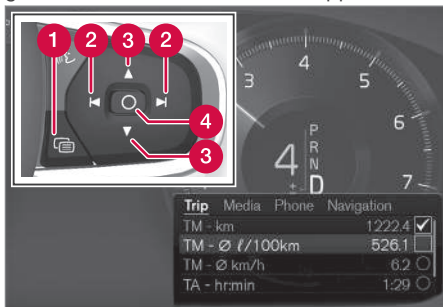 1
2
3
2
4
3
3
4
5
6
7
4
P
R
N
D
+
Trip Media Phone Navigation
TM - km 1222.4
TM - Ø ℓ/100km 526.1
TM - Ø km/h 6.2
TA - hr:min 1:29